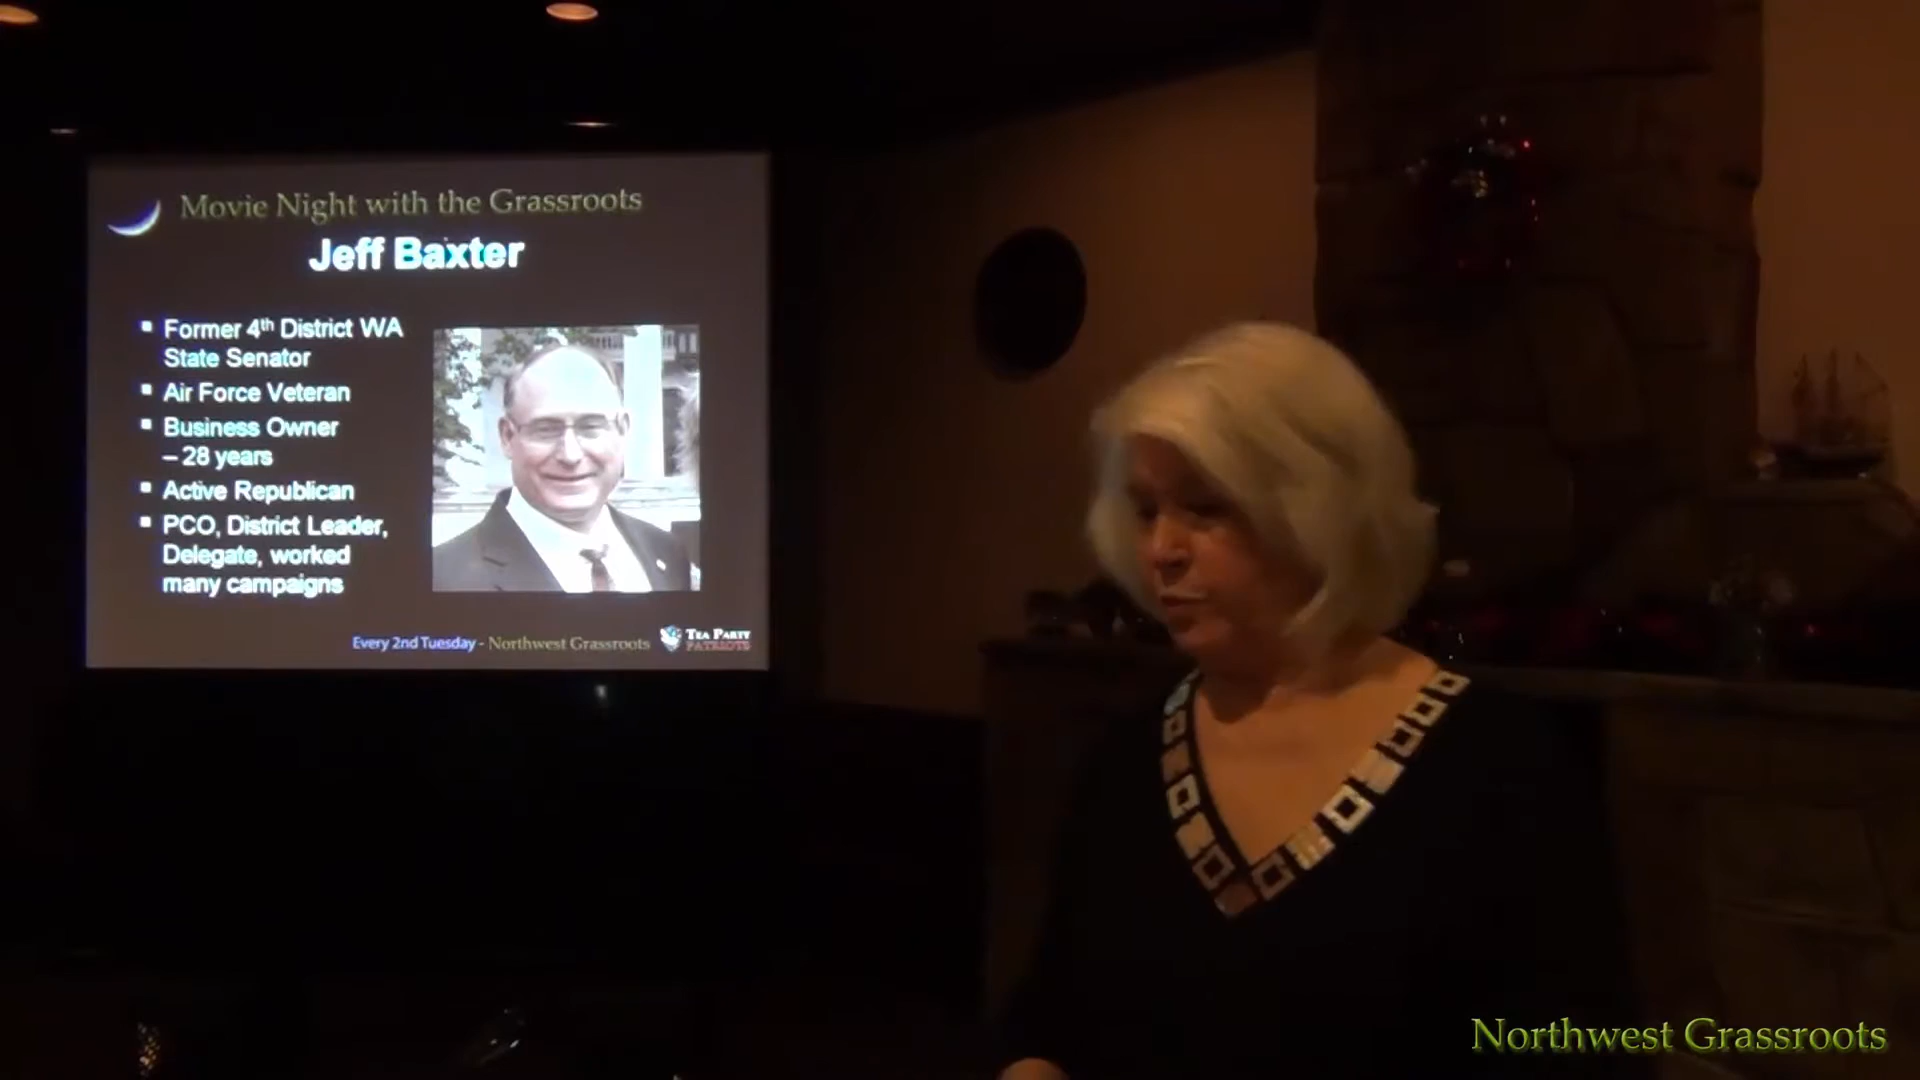 Movie Night with the Grassroots
Jeff Baxter
▪ Former 4th District WA
State Senator
▪ Air Force Veteran
▪ Business Owner
– 28 years
▪ Active Republican
▪ PCO, District Leader,
Delegate, worked
many campaigns
Every 2nd Tuesday - Northwest Grassroots
TEA PARTY
PATRIOTS
Northwest Grassroots